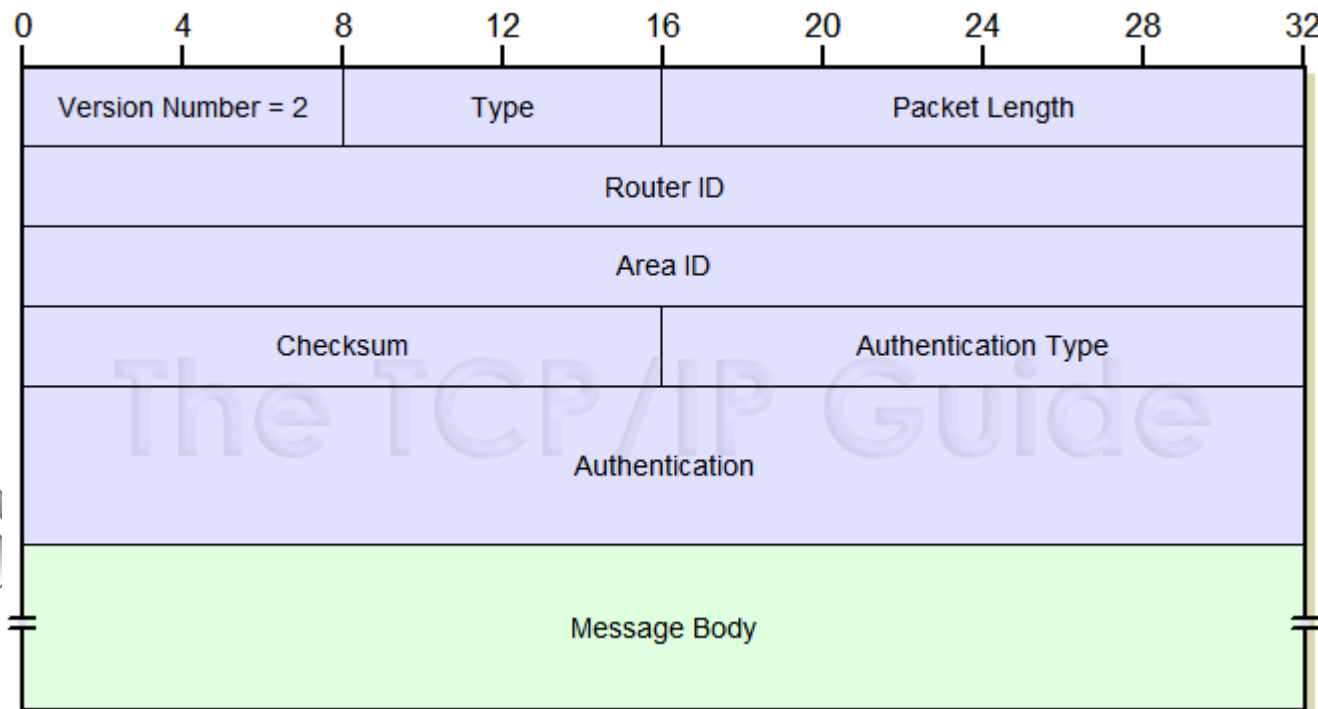 0 4 8 12 16 20 24 28 32
Version Number = 2 Type Packet Length
Router ID
Area ID
Checksum Authentication Type
The TCP/IP Guide
Authentication
Message Body